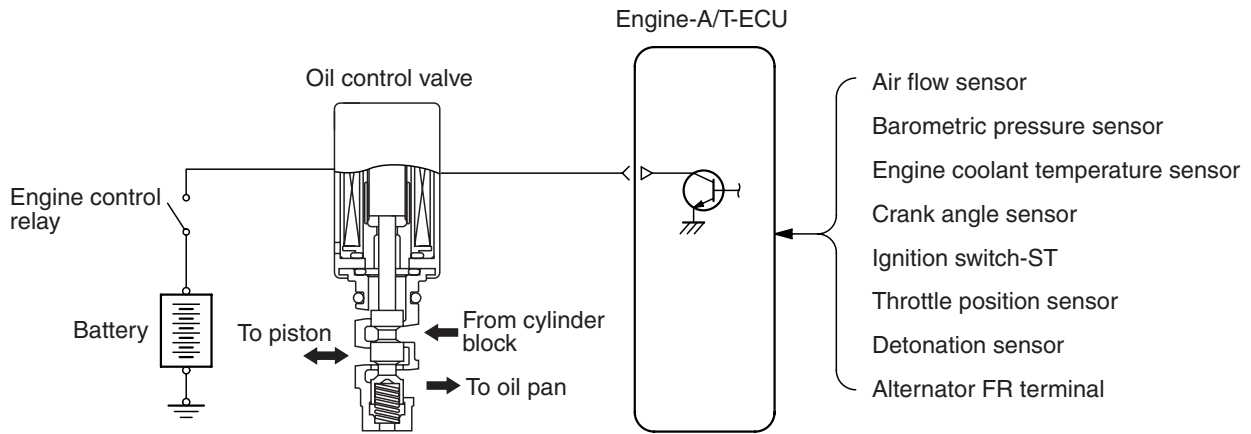 Engine-A/T-ECU
Oil control valve
Air flow sensor
Barometric pressure sensor
Engine coolant temperature sensor
Crank angle sensor
Ignition switch-ST
Throttle position sensor
Detonation sensor
Alternator FR terminal
Engine control
relay
Battery
To piston
From cylinder
block
To oil pan